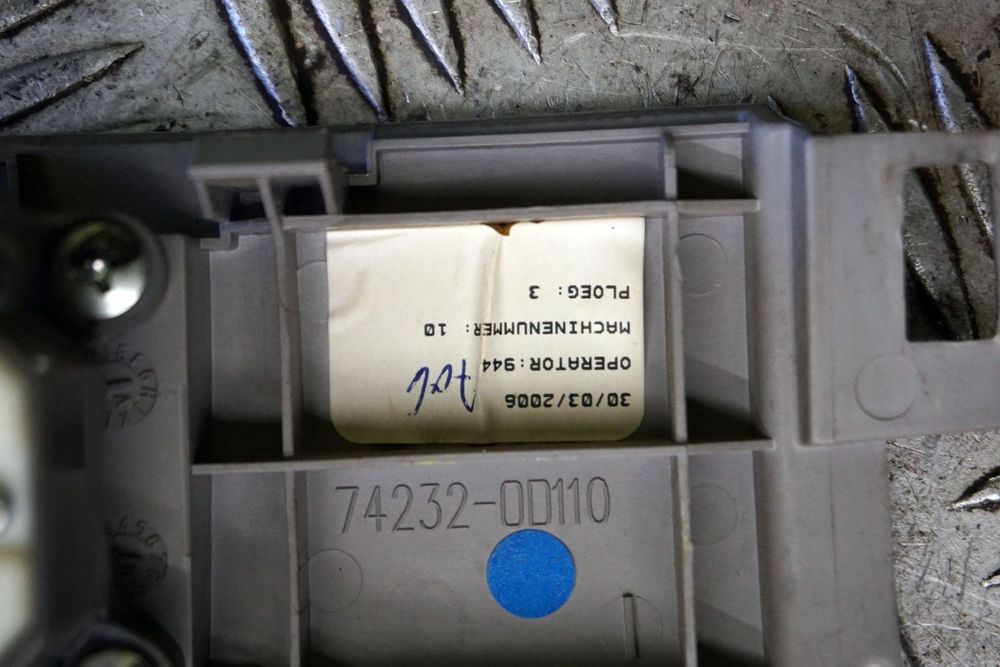 30/03/2006
OPERATOR:944
MACHINENUMMER: 10
PLOEG: 3
74232-0D110